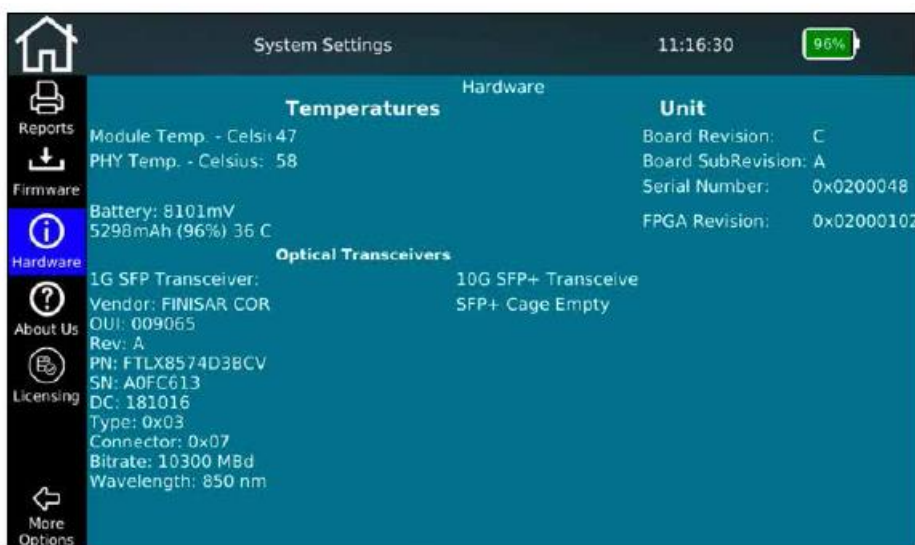 System Settings 11:16:30 96%
Hardware
Temperatures Unit
Reports
Module Temp. - Celsi 47 Board Revision: C
PHY Temp. - Celsius: 58 Board SubRevision: A
Firmware
Serial Number: 0x0200048
Battery: 8101mV
5298mAh (96%) 36 C FPGA Revision: 0x02000102
Hardware
Optical Transceivers
1G SFP Transceiver: 10G SFP+ Transceive
Vendor: FINISAR COR SFP+ Cage Empty
About Us
OUI: 009065
Rev: A
PN: FTLX8574D3BCV
SN: A0FC613
Licensing
DC: 181016
Type: 0x03
Connector: 0x07
Bitrate: 10300 MBd
Wavelength: 850 nm
More
Options